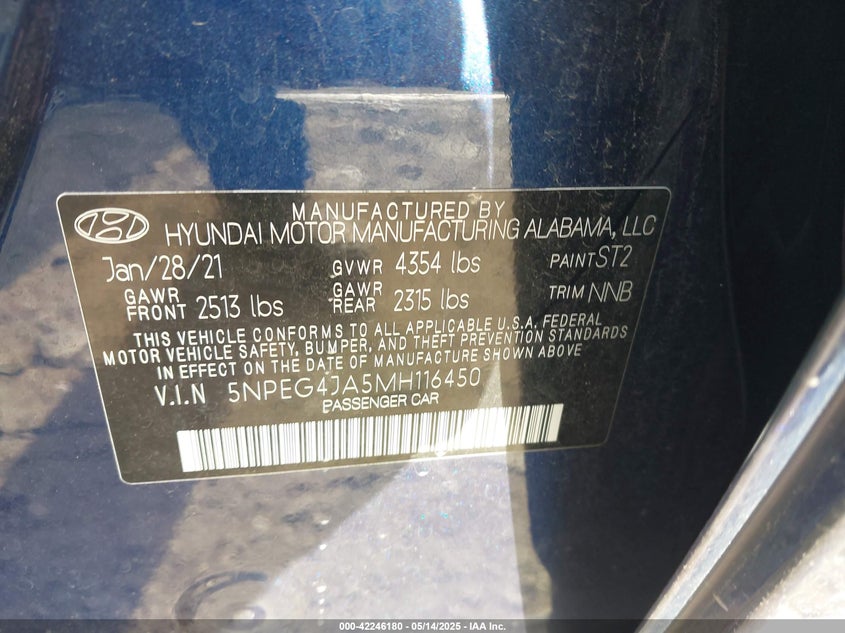 MANUFACTURED BY
HYUNDAI MOTOR MANUFACTURING ALABAMA, LLC
Jan/28/21 GVWR 4354 lbs PAINT ST2
GAWR FRONT 2513 lbs GAWR REAR 2315 lbs TRIM NNB
THIS VEHICLE CONFORMS TO ALL APPLICABLE U.S.A. FEDERAL
MOTOR VEHICLE SAFETY, BUMPER, AND THEFT PREVENTION STANDARDS
IN EFFECT ON THE DATE OF MANUFACTURE SHOWN ABOVE
V.I.N 5NPEG4JA5MH116450
PASSENGER CAR
000-42246180 - 05/14/2025 - IAA Inc.